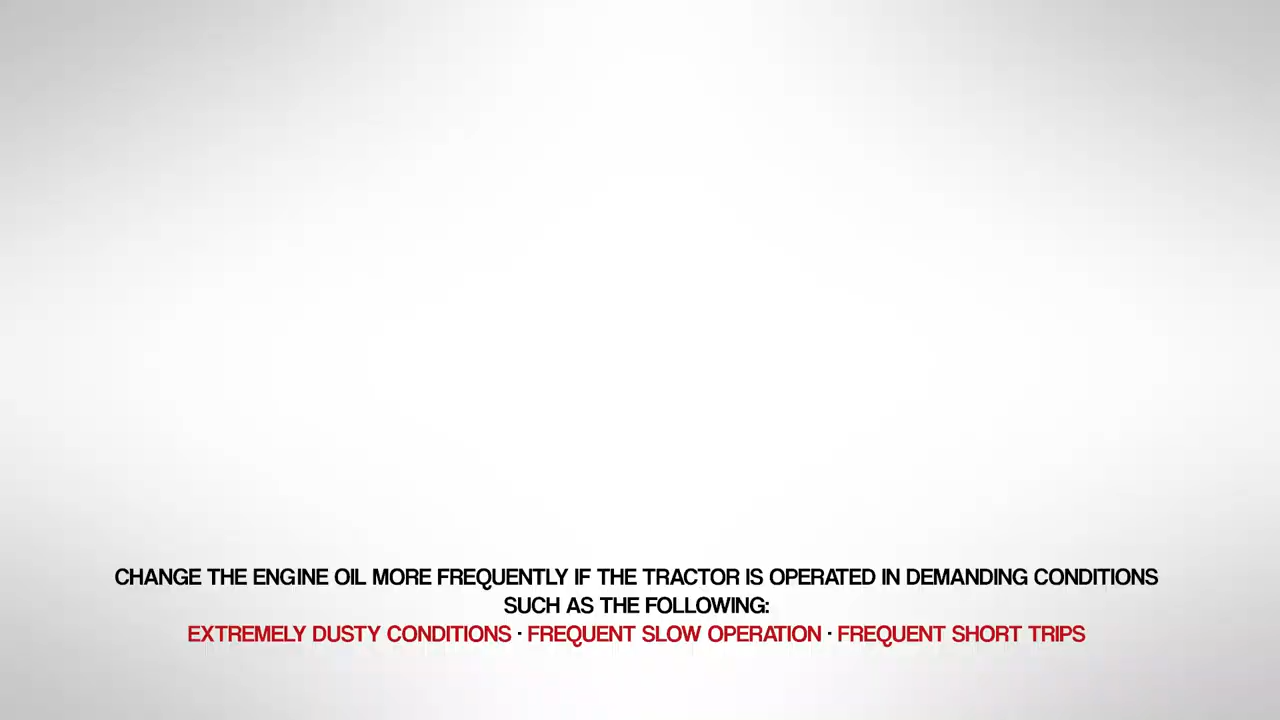 CHANGE THE ENGINE OIL MORE FREQUENTLY IF THE TRACTOR IS OPERATED IN DEMANDING CONDITIONS
SUCH AS THE FOLLOWING:
EXTREMELY DUSTY CONDITIONS · FREQUENT SLOW OPERATION · FREQUENT SHORT TRIPS